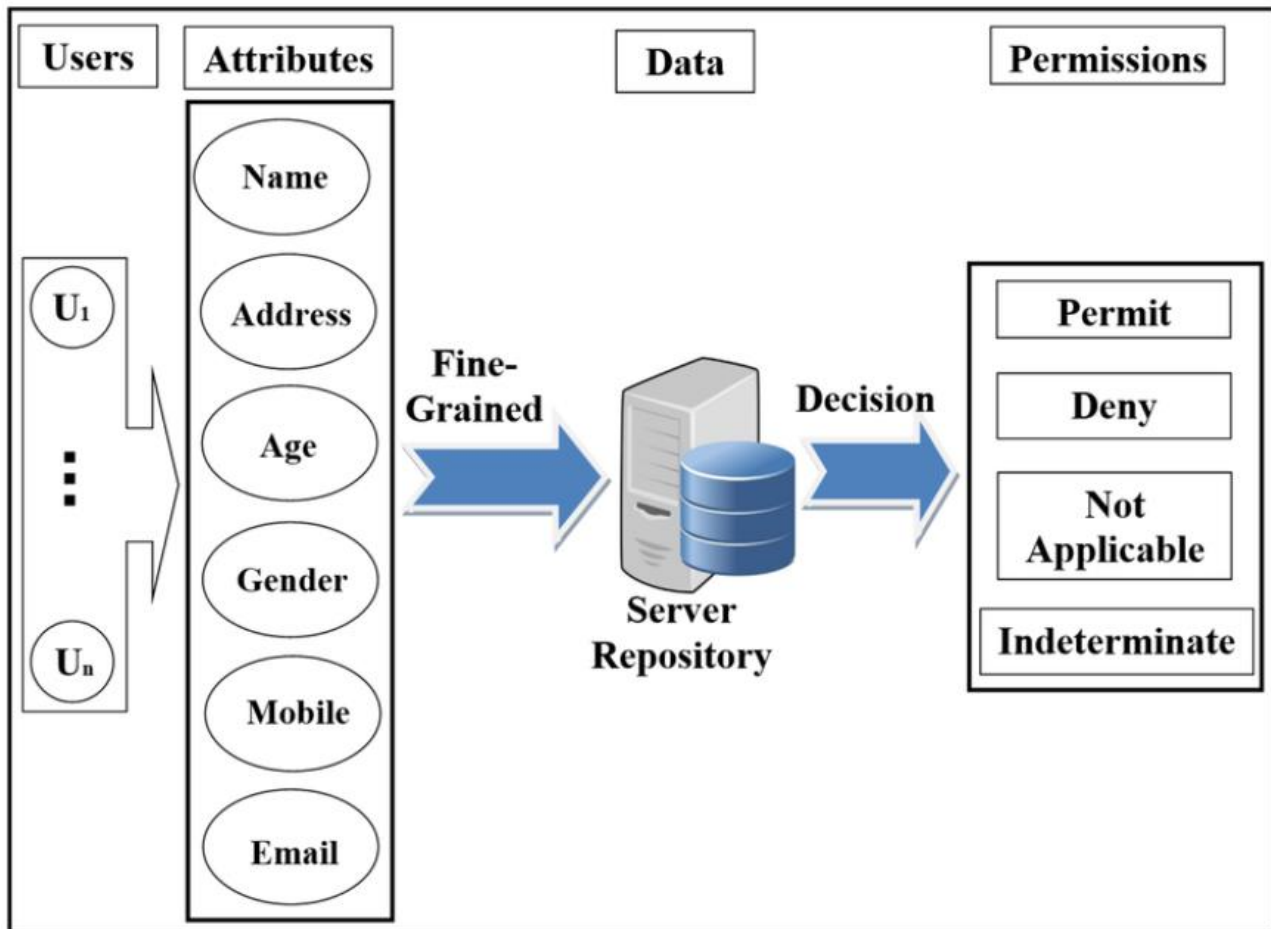 Users
Attributes
Data
Permissions
Name
Address
Age
Gender
Mobile
Email
U₁
Uₙ
Fine-
Grained
Server
Repository
Decision
Permit
Deny
Not
Applicable
Indeterminate